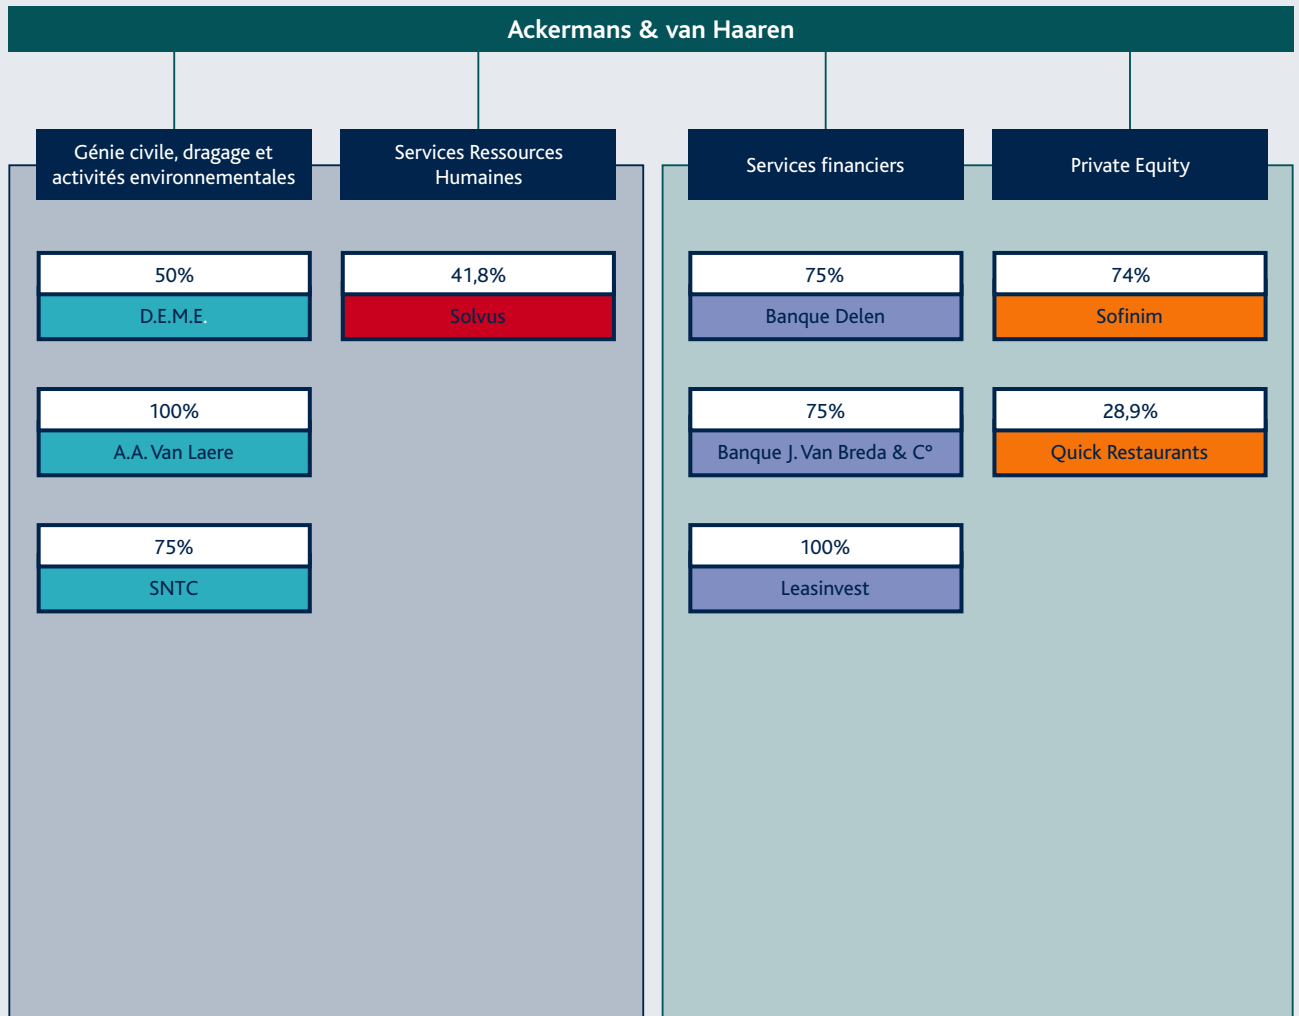 Ackermans & van Haaren
Génie civile, dragage et
activités environnementales
50%
D.E.M.E.
100%
A.A. Van Laere
75%
SNTC
Services Ressources
Humaines
41,8%
Solvus
Services financiers
75%
Banque Delen
75%
Banque J. Van Breda & C°
100%
Leasinvest
Private Equity
74%
Sofinim
28,9%
Quick Restaurants